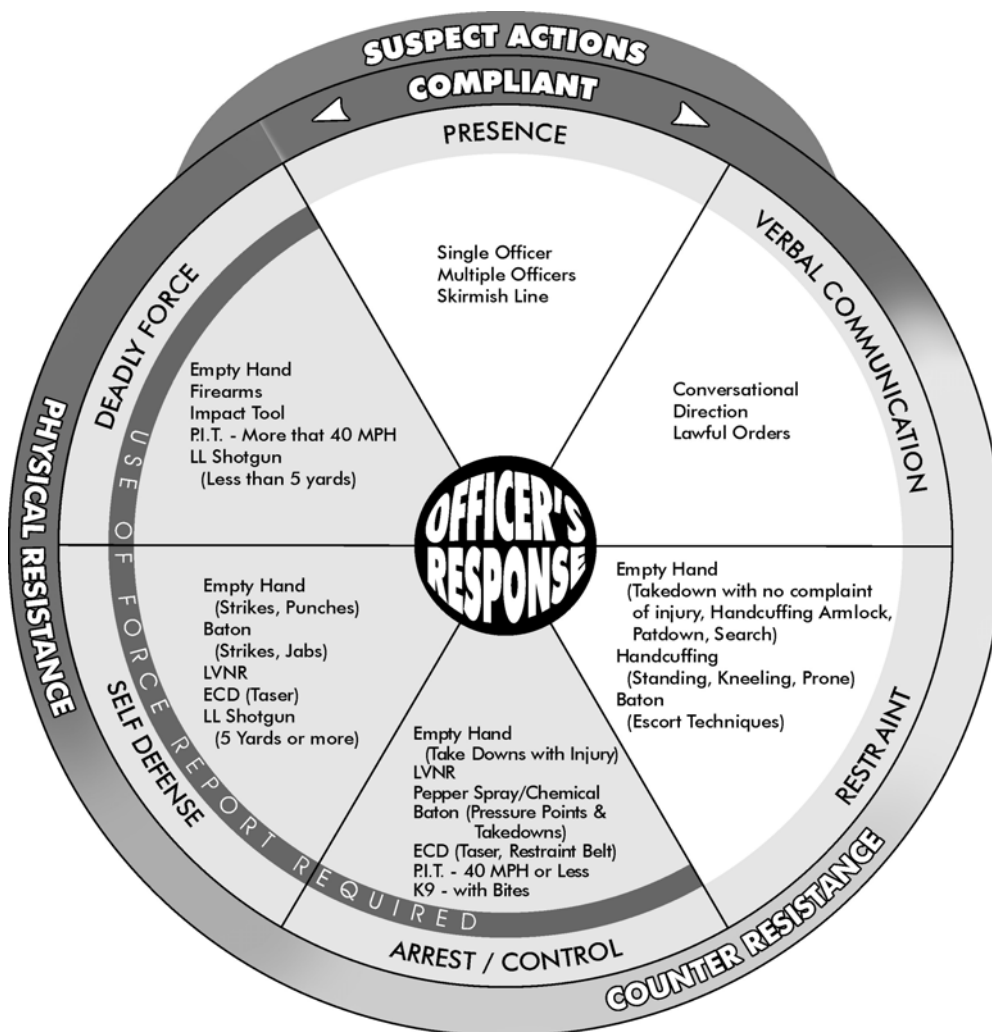 SUSPECT ACTIONS
COMPLIANT
PRESENCE
Single Officer
Multiple Officers
Skirmish Line
VERBAL COMMUNICATION
Conversational
Direction
Lawful Orders
RESTRAINT
Empty Hand
(Takedown with no complaint
of injury, Handcuffing Armlock,
Patdown, Search)
Handcuffing
(Standing, Kneeling, Prone)
Baton
(Escort Techniques)
COUNTER RESISTANCE
ARREST / CONTROL
Empty Hand
(Take Downs with Injury)
LVNR
Pepper Spray/Chemical
Baton (Pressure Points &
Takedowns)
ECD (Taser, Restraint Belt)
P.I.T. - 40 MPH or Less
K9 - with Bites
SELF DEFENSE
Empty Hand
(Strikes, Punches)
Baton
(Strikes, Jabs)
LVNR
ECD (Taser)
LL Shotgun
(5 Yards or more)
PHYSICAL RESISTANCE
DEADLY FORCE
Empty Hand
Firearms
Impact Tool
P.I.T. - More that 40 MPH
LL Shotgun
(Less than 5 yards)
USE OF FORCE REPORT REQUIRED
OFFICER'S
RESPONSE